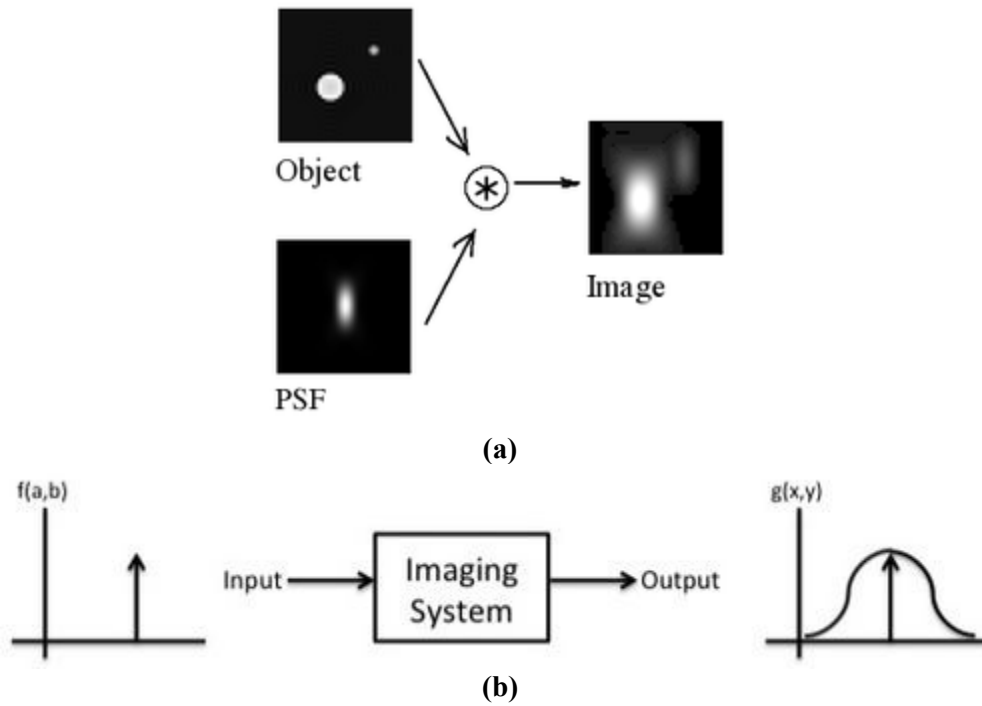 Object
PSF
Image
(a)
f(a,b)
Input
Imaging
System
Output
g(x,y)
(b)